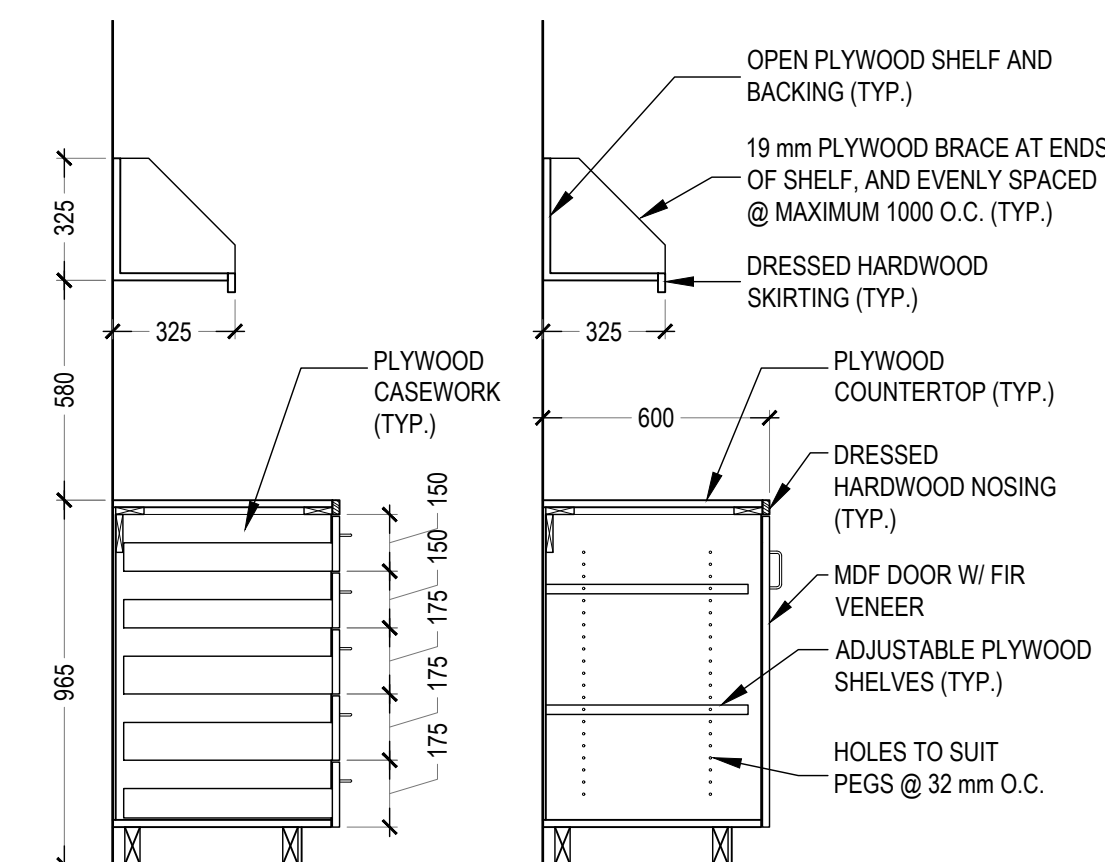 OPEN PLYWOOD SHELF AND
BACKING (TYP.)
19 mm PLYWOOD BRACE AT ENDS
OF SHELF, AND EVENLY SPACED
@ MAXIMUM 1000 O.C. (TYP.)
DRESSED HARDWOOD
SKIRTING (TYP.)
325
325
325
580
PLYWOOD
CASEWORK
(TYP.)
600
PLYWOOD
COUNTERTOP (TYP.)
DRESSED
HARDWOOD NOSING
(TYP.)
150
150
175
175
175
965
MDF DOOR W/ FIR
VENEER
ADJUSTABLE PLYWOOD
SHELVES (TYP.)
HOLES TO SUIT
PEGS @ 32 mm O.C.